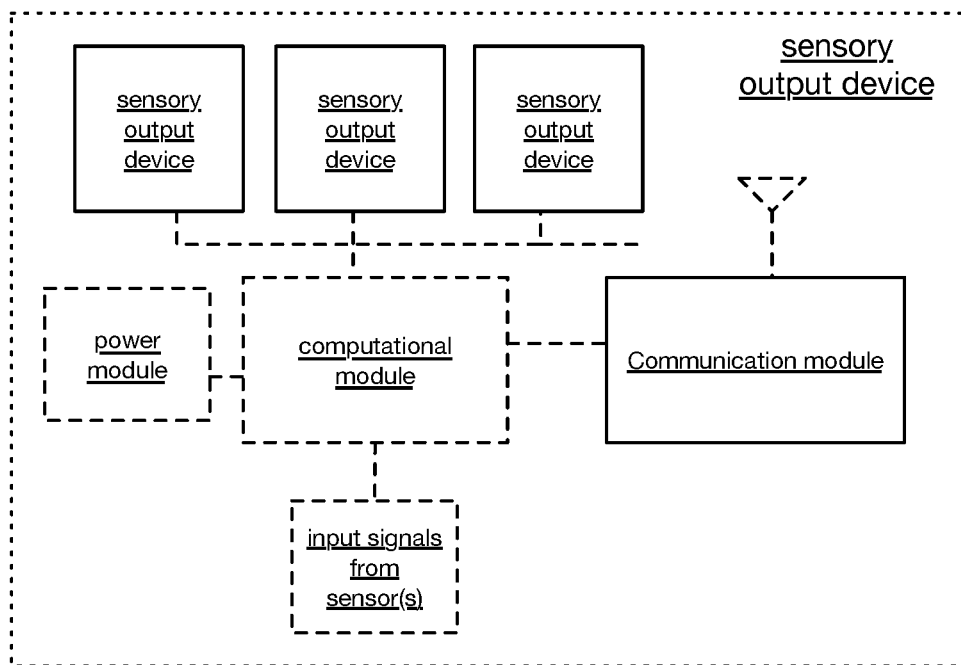 sensory
output device
sensory
output
device
sensory
output
device
sensory
output
device
power
module
computational
module
Communication module
input signals
from
sensor(s)